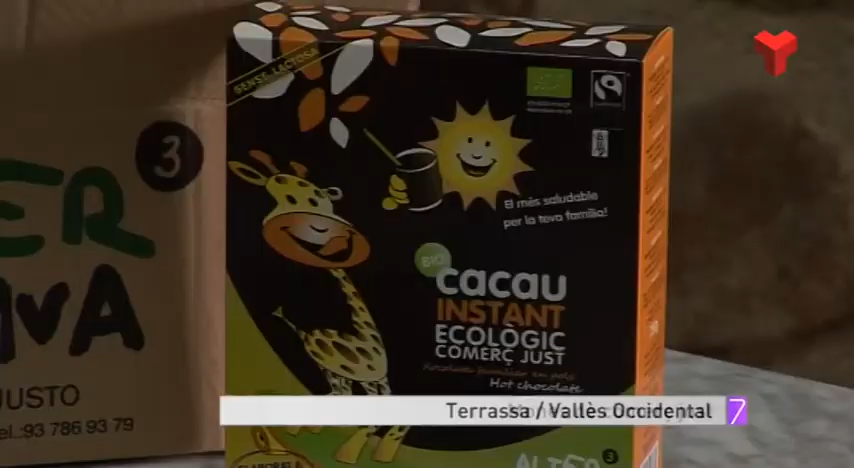 SENSE LACTOSA
3
El més saludable
per la teva família!
BIO
cacau
INSTANT
ECOLÒGIC
COMERÇ JUST
Hot chocolate
ER
IVA
JUSTO
el.: 93 786 93 79
Terrassa/Vallès Occidental 7
ALTER 3